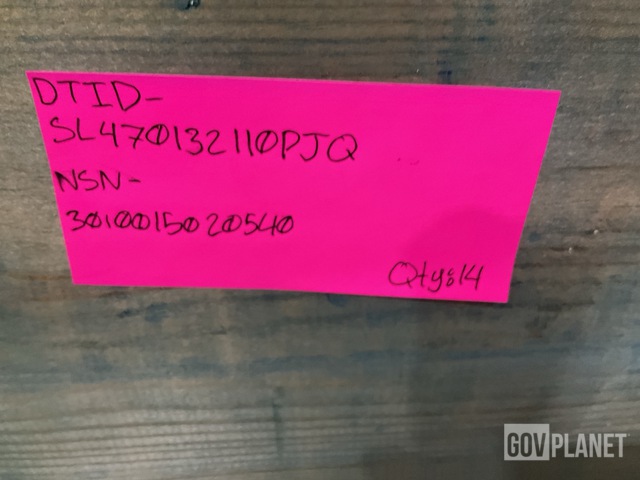 DTID-
SL470132110PJQ
NSN-
3010015020540
Qty:14
GOVPLANET